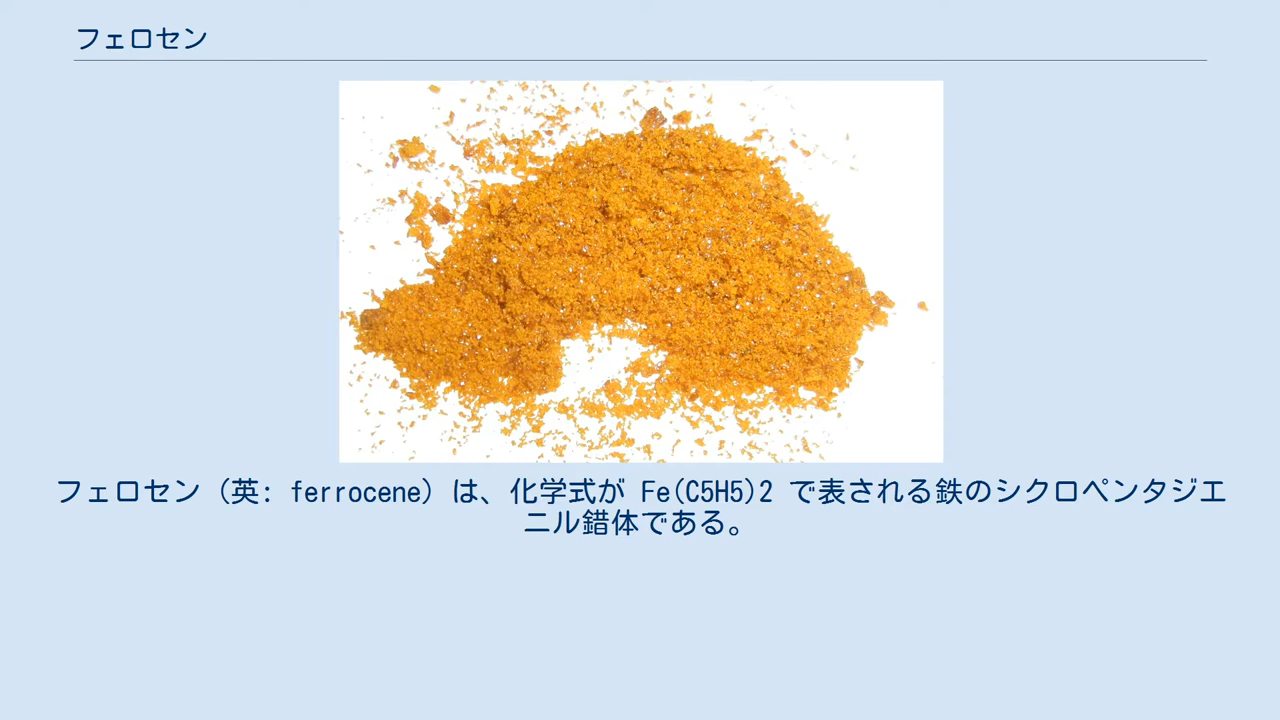 フェロセン
フェロセン (英: ferrocene) は、化学式が Fe(C5H5)2 で表される鉄のシクロペンタジエ
ニル錯体である。